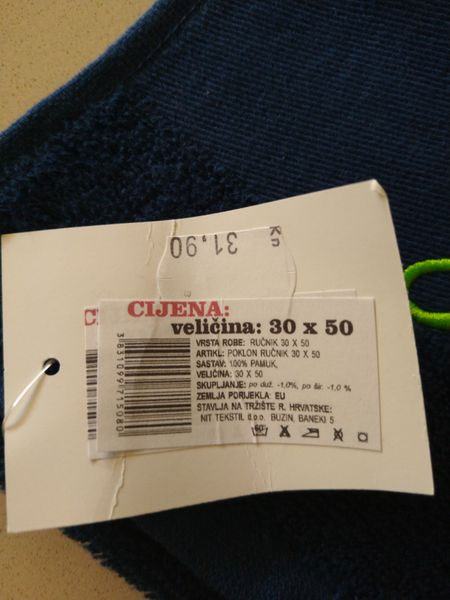 Kn 31,90
CIJENA:
veličina: 30 x 50
VRSTA ROBE: RUČNIK 30 X 50
ARTIKL: POKLON RUČNIK 30 X 50
SASTAV: 100% PAMUK,
VELIČINA: 30 X 50
SKUPLJANJE: po duž. -1,0%, po šir. -1,0 %
ZEMLJA PORIJEKLA: EU
STAVLJA NA TRŽIŠTE R. HRVATSKE:
NIT TEKSTIL d.o.o. BUZIN, BANEKI 5
60°
3831099715080